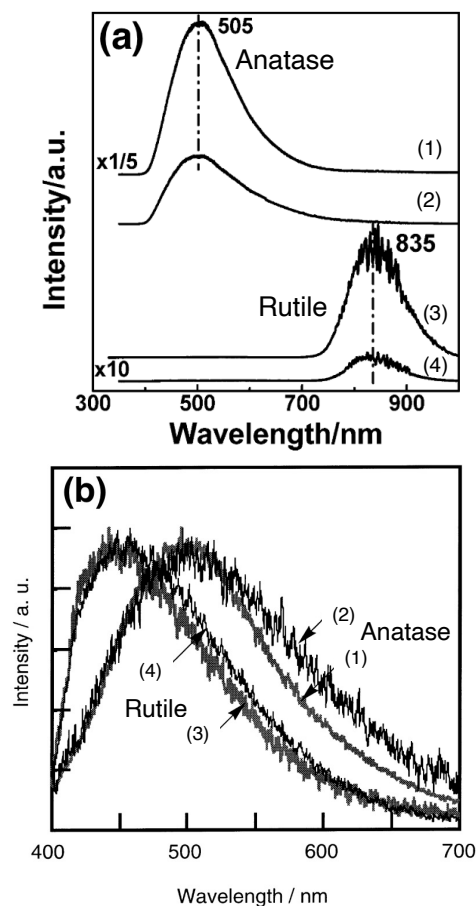 (a)
505
Anatase
x1/5
(1)
(2)
835
Rutile
(3)
x10
(4)
Intensity/a.u.
300 500 700 900
Wavelength/nm
(b)
(2)
Anatase
(1)
(4)
Rutile
(3)
Intensity / a. u.
400 500 600 700
Wavelength / nm